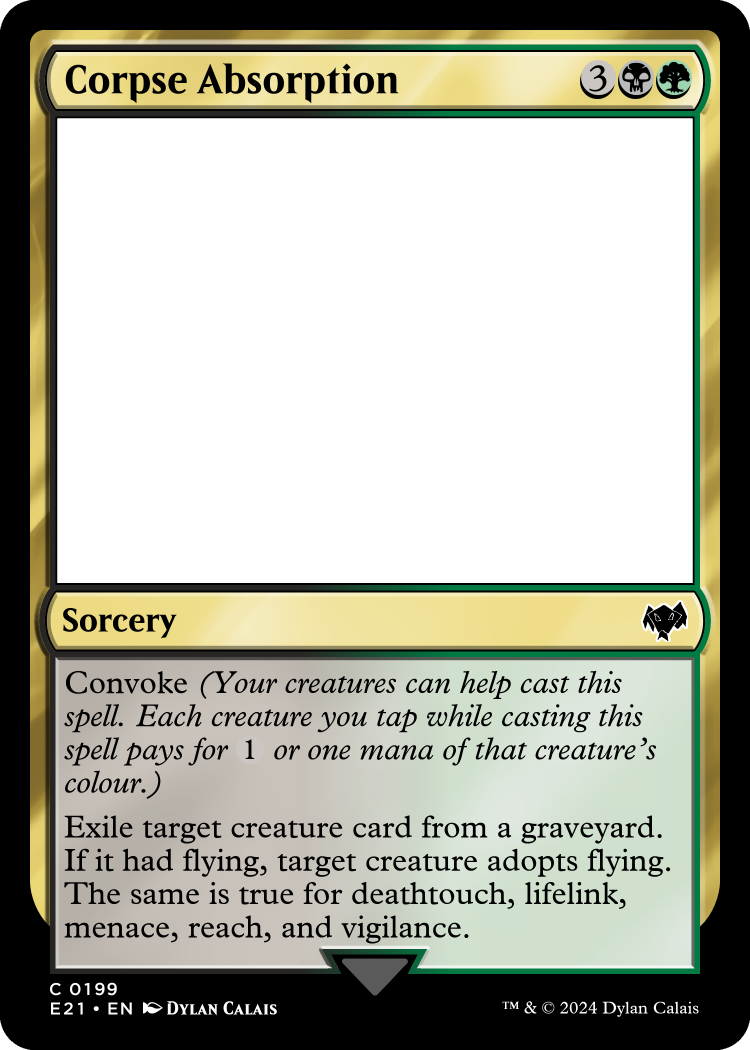 Corpse Absorption 3
Sorcery
Convoke (Your creatures can help cast this
spell. Each creature you tap while casting this
spell pays for 1 or one mana of that creature's
colour.)
Exile target creature card from a graveyard.
If it had flying, target creature adopts flying.
The same is true for deathtouch, lifelink,
menace, reach, and vigilance.
C 0199
E21 • EN Dylan Calais
™ & © 2024 Dylan Calais